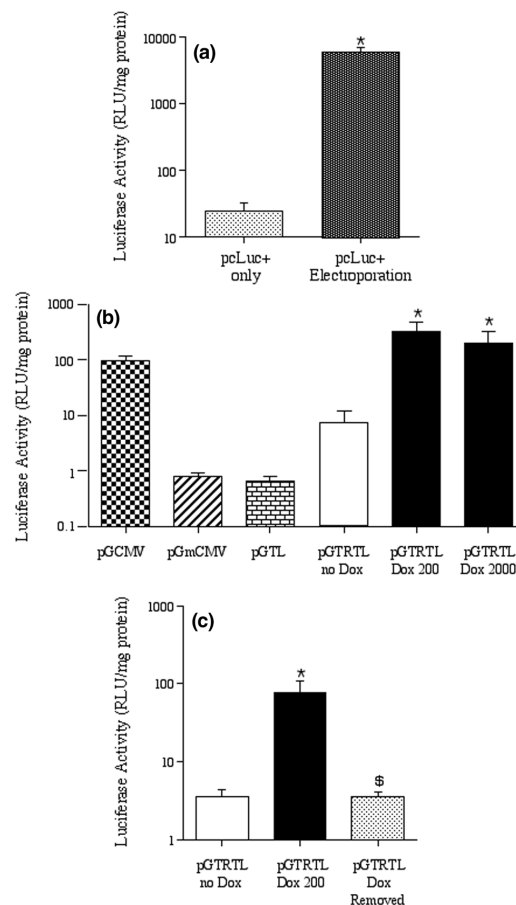 (a)
Luciferase Activity (RLU/mg protein)
10000
1000
100
10
*
pcLuc+
only
pcLuc+
Electroporation
(b)
Luciferase Activity (RLU/mg protein)
1000
100
10
1
0.1
*
*
pGCMV
pGmCMV
pGTL
pGTRTL
no Dox
pGTRTL
Dox 200
pGTRTL
Dox 2000
(c)
Luciferase Activity (RLU/mg protein)
1000
100
10
1
*
$
pGTRTL
no Dox
pGTRTL
Dox 200
pGTRTL
Dox
Removed